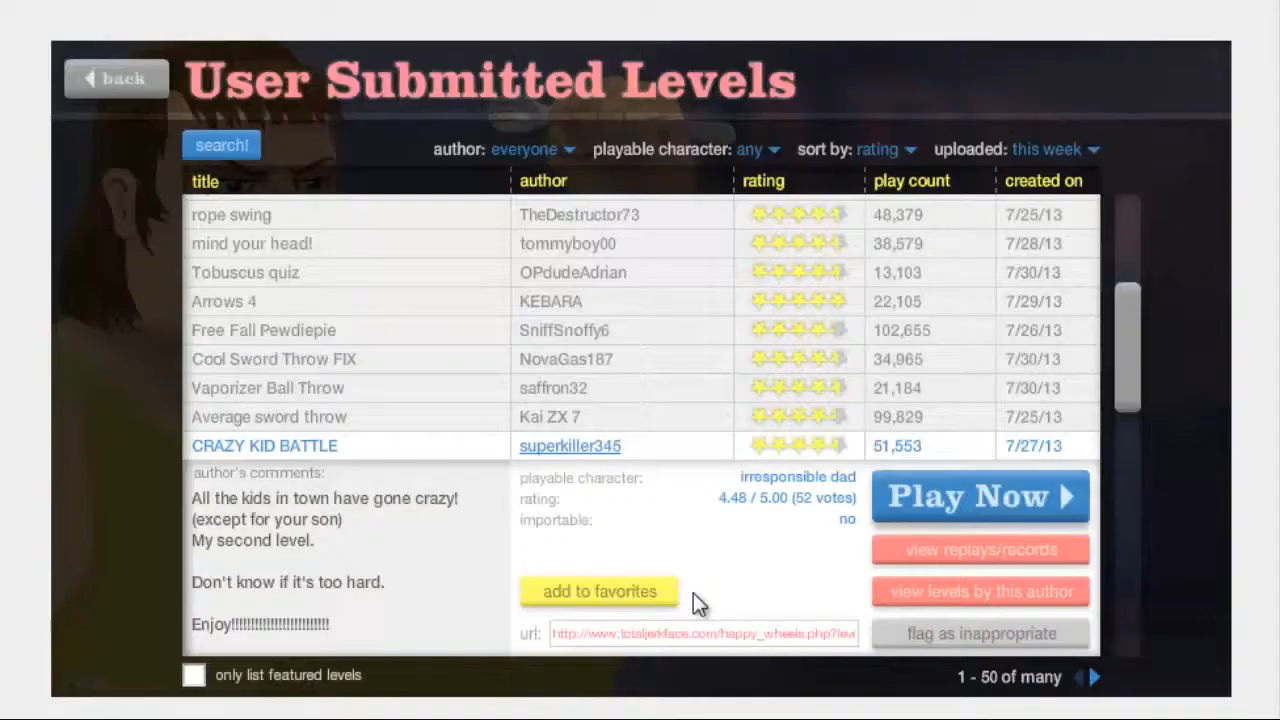 back
User Submitted Levels
search!
author: everyone playable character: any sort by: rating uploaded: this week
title author rating play count created on
rope swing TheDestructor73 48,379 7/25/13
mind your head! tommyboy00 38,579 7/28/13
Tobuscus quiz OPdudeAdrian 13,103 7/30/13
Arrows 4 KEBARA 22,105 7/29/13
Free Fall Pewdiepie SniffSnoffy6 102,655 7/26/13
Cool Sword Throw FIX NovaGas187 34,965 7/30/13
Vaporizer Ball Throw saffron32 21,184 7/30/13
Average sword throw Kai ZX 7 99,829 7/25/13
CRAZY KID BATTLE superkiller345 51,553 7/27/13
author's comments:
All the kids in town have gone crazy!
(except for your son)
My second level.
Don't know if it's too hard.
Enjoy!!!!!!!!!!!!!!!!!!!!!!!!!
playable character: irresponsible dad
rating: 4.48 / 5.00 (52 votes)
importable: no
add to favorites
url: http://www.totaljerkface.com/happy_wheels.php?leve
Play Now
view replays/records
view levels by this author
flag as inappropriate
only list featured levels
1 - 50 of many